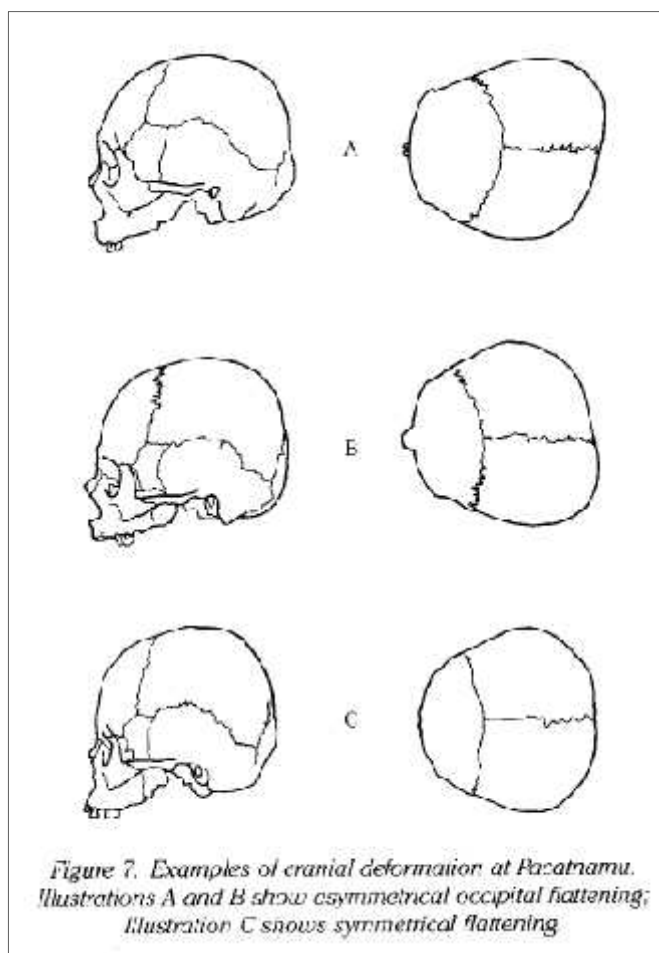 A
B
C
Figure 7. Examples of cranial deformation at Pacatnamu.
Illustrations A and B show asymmetrical occipital flattening;
Illustration C shows symmetrical flattening